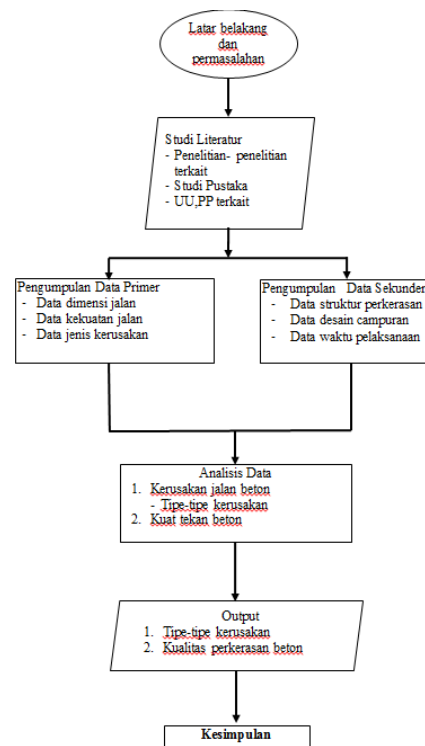 Latar belakang
dan
permasalahan
Studi Literatur
- Penelitian- penelitian
terkait
- Studi Pustaka
- UU,PP terkait
Pengumpulan Data Primer
- Data dimensi jalan
- Data kekuatan jalan
- Data jenis kerusakan
Pengumpulan Data Sekunder
- Data struktur perkerasan
- Data desain campuran
- Data waktu pelaksanaan
Analisis Data
1. Kerusakan jalan beton
- Tipe-tipe kerusakan
2. Kuat tekan beton
Output
1. Tipe-tipe kerusakan
2. Kualitas perkerasan beton
Kesimpulan